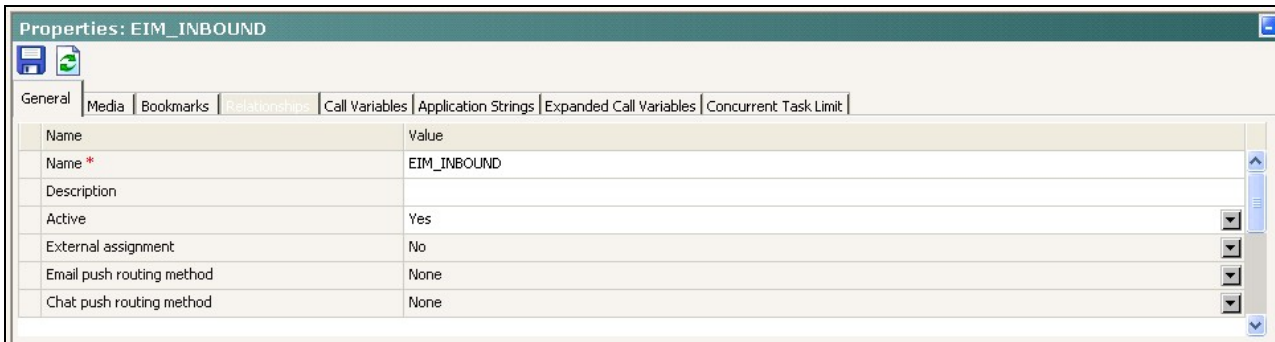 Properties: EIM_INBOUND
General Media Bookmarks Relationships Call Variables Application Strings Expanded Call Variables Concurrent Task Limit
Name Value
Name * EIM_INBOUND
Description
Active Yes
External assignment No
Email push routing method None
Chat push routing method None